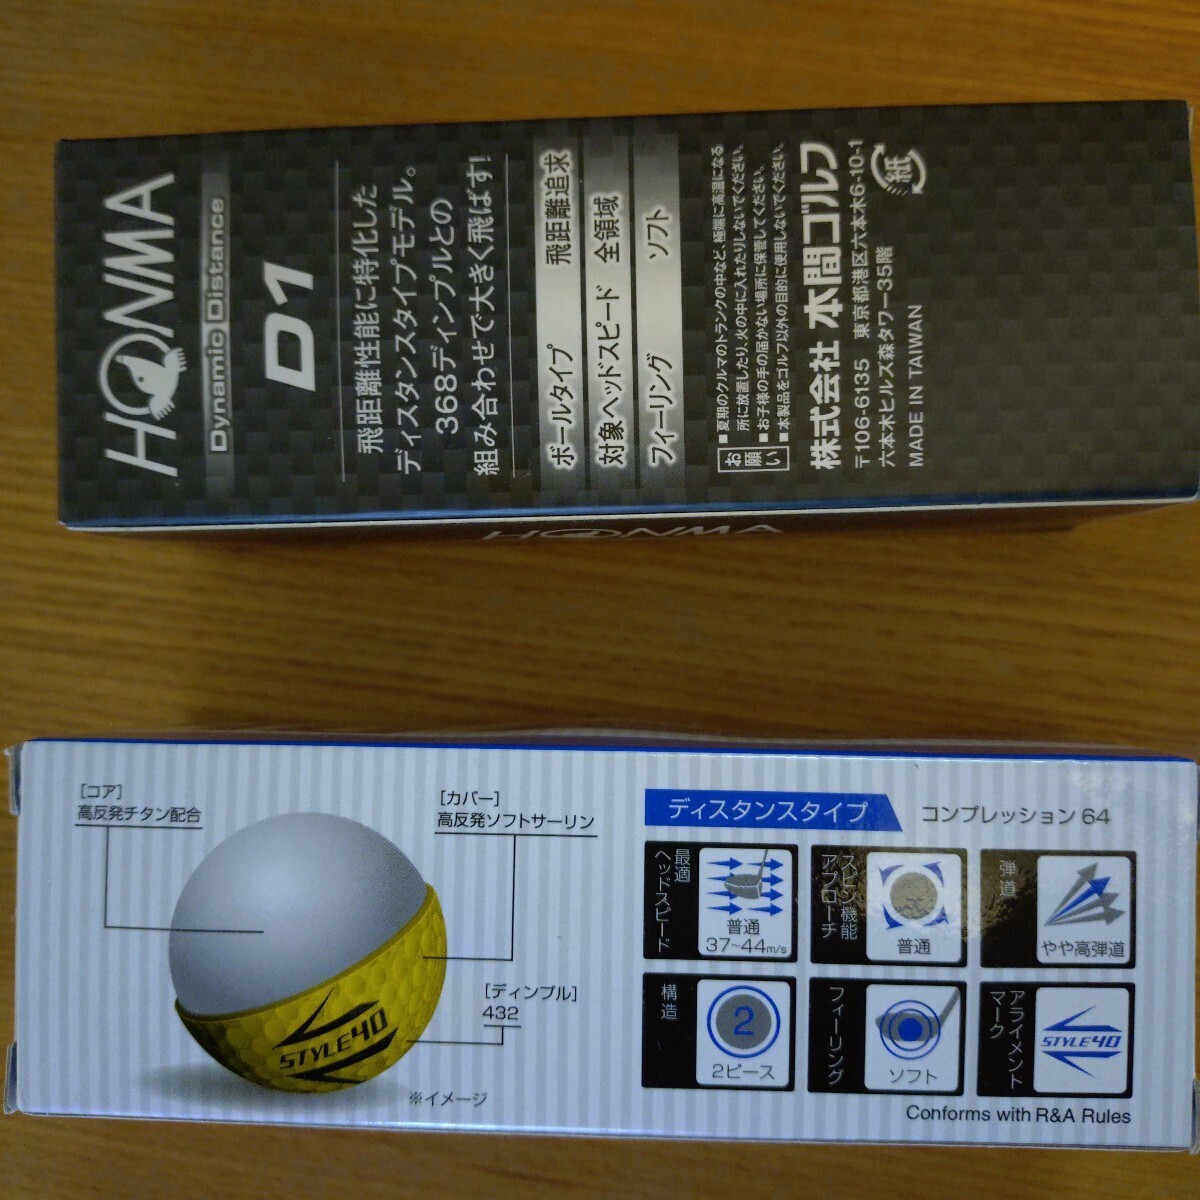 HONMA
Dynamic Distance
D1
飛距離性能に特化した
ディスタンスタイプモデル。
368ディンプルとの
組み合わせで大きく飛ばす!
ボールタイプ 飛距離追求
対象ヘッドスピード 全領域
フィーリング ソフト
お願い
■夏期のクルマのトランクの中など、極端に高温になる
所に放置したり、火の中に入れたりしないでください。
■お子様の手の届かない場所に保管してください。
■本製品をゴルフ以外の目的に使用しないでください。
株式会社 本間ゴルフ
〒106-6135 東京都港区六本木6-10-1
六本木ヒルズ森タワー35階
MADE IN TAIWAN
紙
HONMA
[コア]
高反発チタン配合
[カバー]
高反発ソフトサーリン
[ディンプル]
432
STYLE40
※イメージ
ディスタンスタイプ
コンプレッション 64
最適
ヘッドスピード
普通
37~44m/s
スピン機能
アプローチ
普通
弾道
やや高弾道
構造
2
2ピース
フィーリング
ソフト
アライメント
マーク
STYLE40
Conforms with R&A Rules